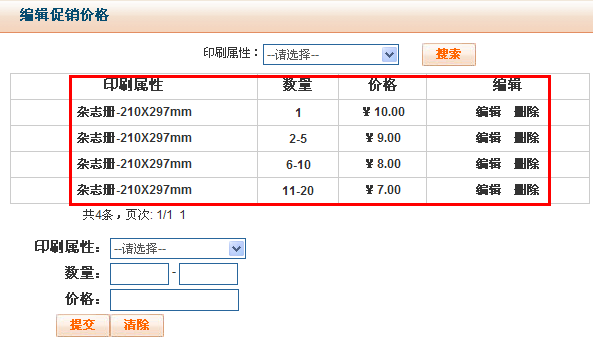 编辑促销价格
印刷属性：--请选择-- 搜索
印刷属性 数量 价格 编辑
杂志册-210X297mm 1 ¥ 10.00 编辑 删除
杂志册-210X297mm 2-5 ¥ 9.00 编辑 删除
杂志册-210X297mm 6-10 ¥ 8.00 编辑 删除
杂志册-210X297mm 11-20 ¥ 7.00 编辑 删除
共4条，页次: 1/1 1
印刷属性：--请选择--
数量： -
价格：
提交 清除